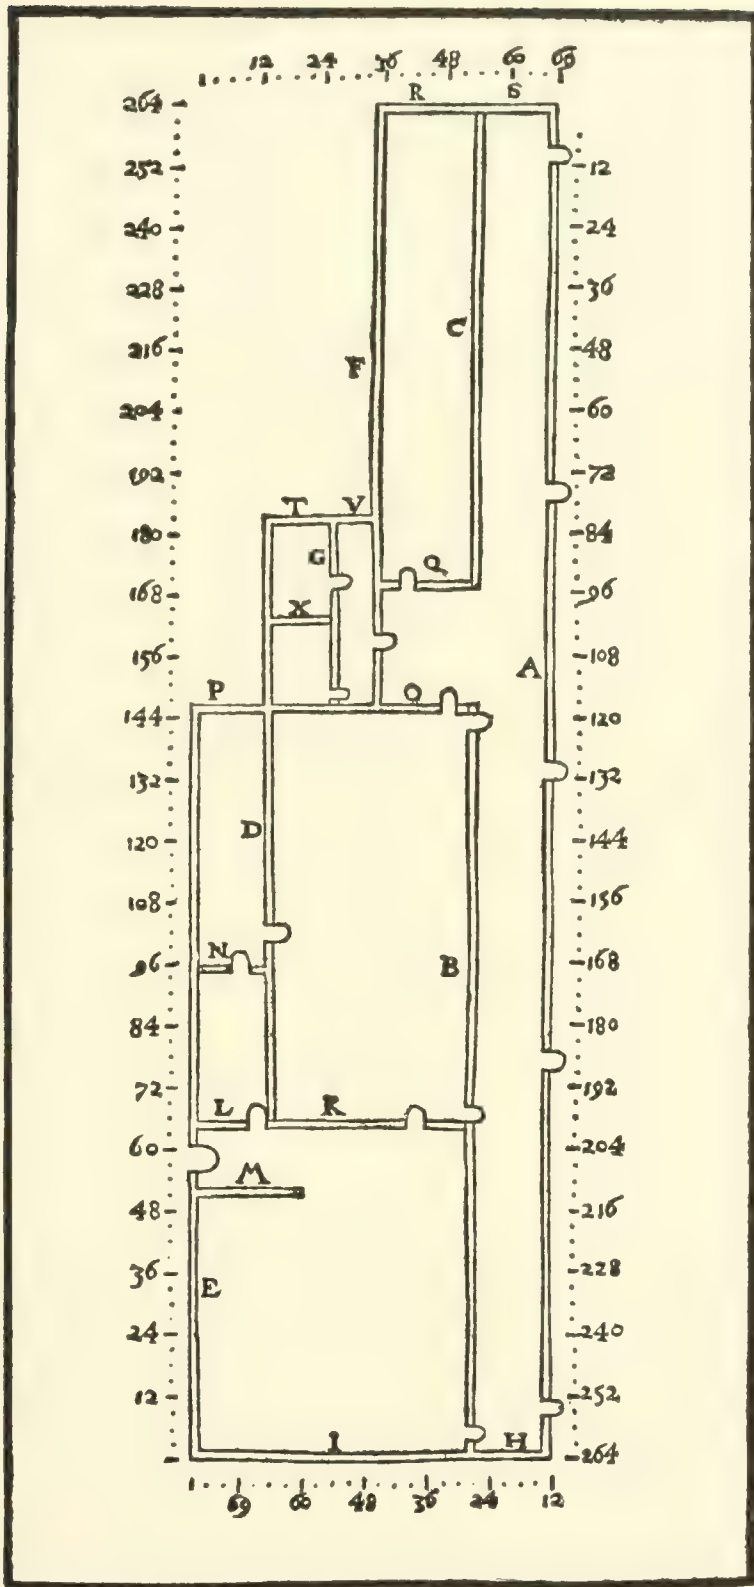 12 24 36 48 60 69
R S
264
252 12
240 24
228 36
C
216 48
F
204 60
192 72
T V
180 84
G Q
168 96
X
156 108
A
P O
144 120
132 132
D
120 144
108 156
N B
96 168
84 180
72 192
L K
60 204
M
48 216
36 228
E
24 240
12 252
I H
264
69 60 48 36 24 12